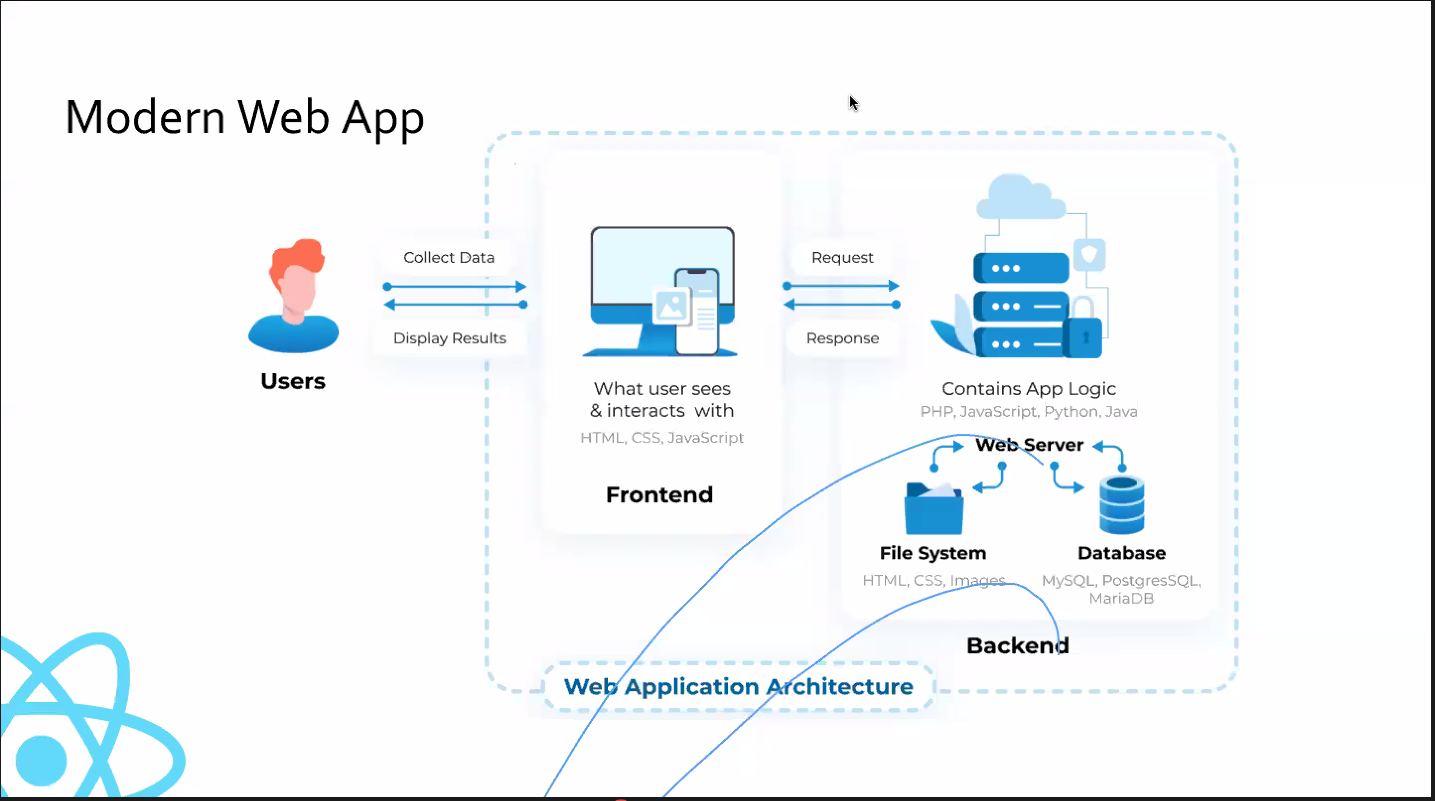 Modern Web App
Collect Data
Display Results
Users
What user sees
& interacts with
HTML, CSS, JavaScript
Frontend
Request
Response
Contains App Logic
PHP, JavaScript, Python, Java
Web Server
File System
HTML, CSS, Images
Database
MySQL, PostgresSQL,
MariaDB
Backend
Web Application Architecture